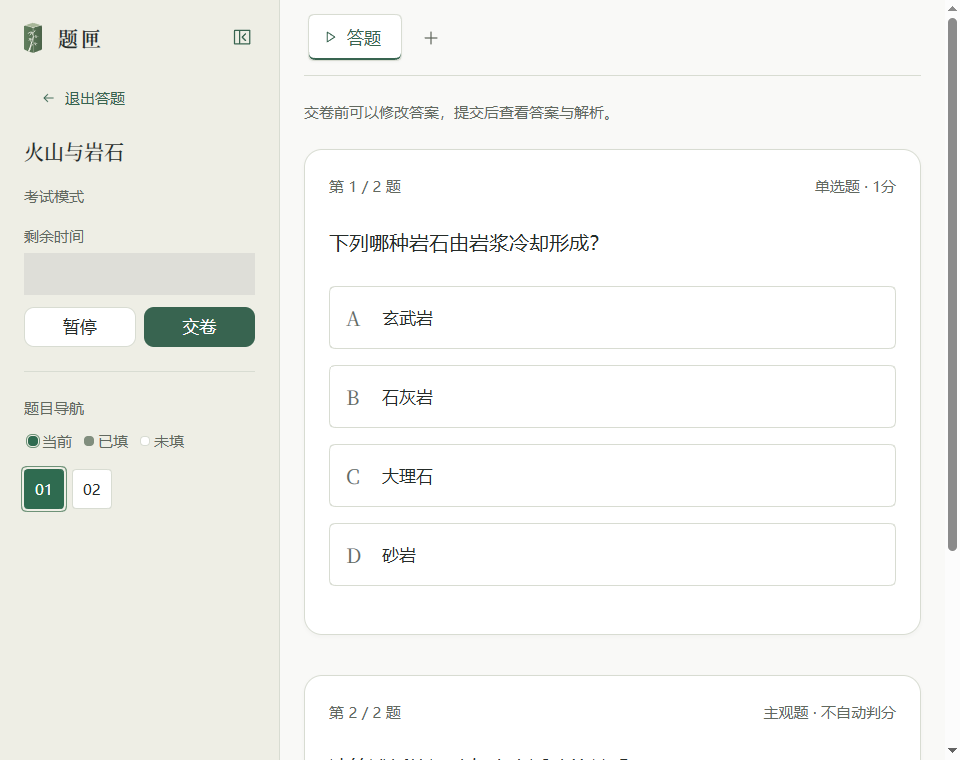 题匣
退出答题
火山与岩石
考试模式
剩余时间
暂停
交卷
题目导航
当前
已填
未填
01
02
答题
交卷前可以修改答案，提交后查看答案与解析。
第 1 / 2 题
单选题 · 1分
下列哪种岩石由岩浆冷却形成？
A 玄武岩
B 石灰岩
C 大理石
D 砂岩
第 2 / 2 题
主观题 · 不自动判分